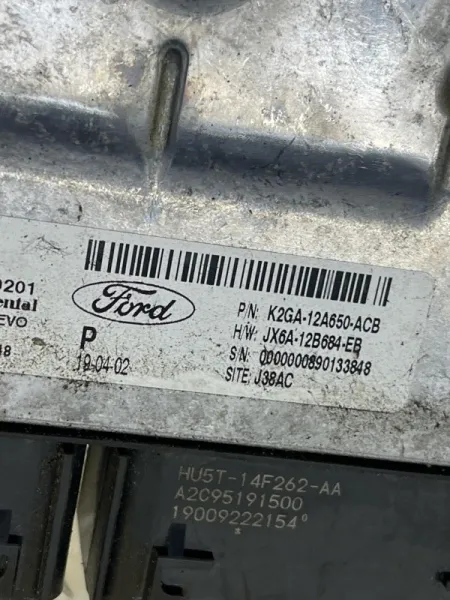 0201
ental
EVO
48
Ford
P
19-04-02
P/N: K2GA-12A650-ACB
H/W: JX6A-12B684-EB
S/N: 0000000890133848
SITE: J38AC
HU5T-14F262-AA
A2C95191500
19009222154°
*